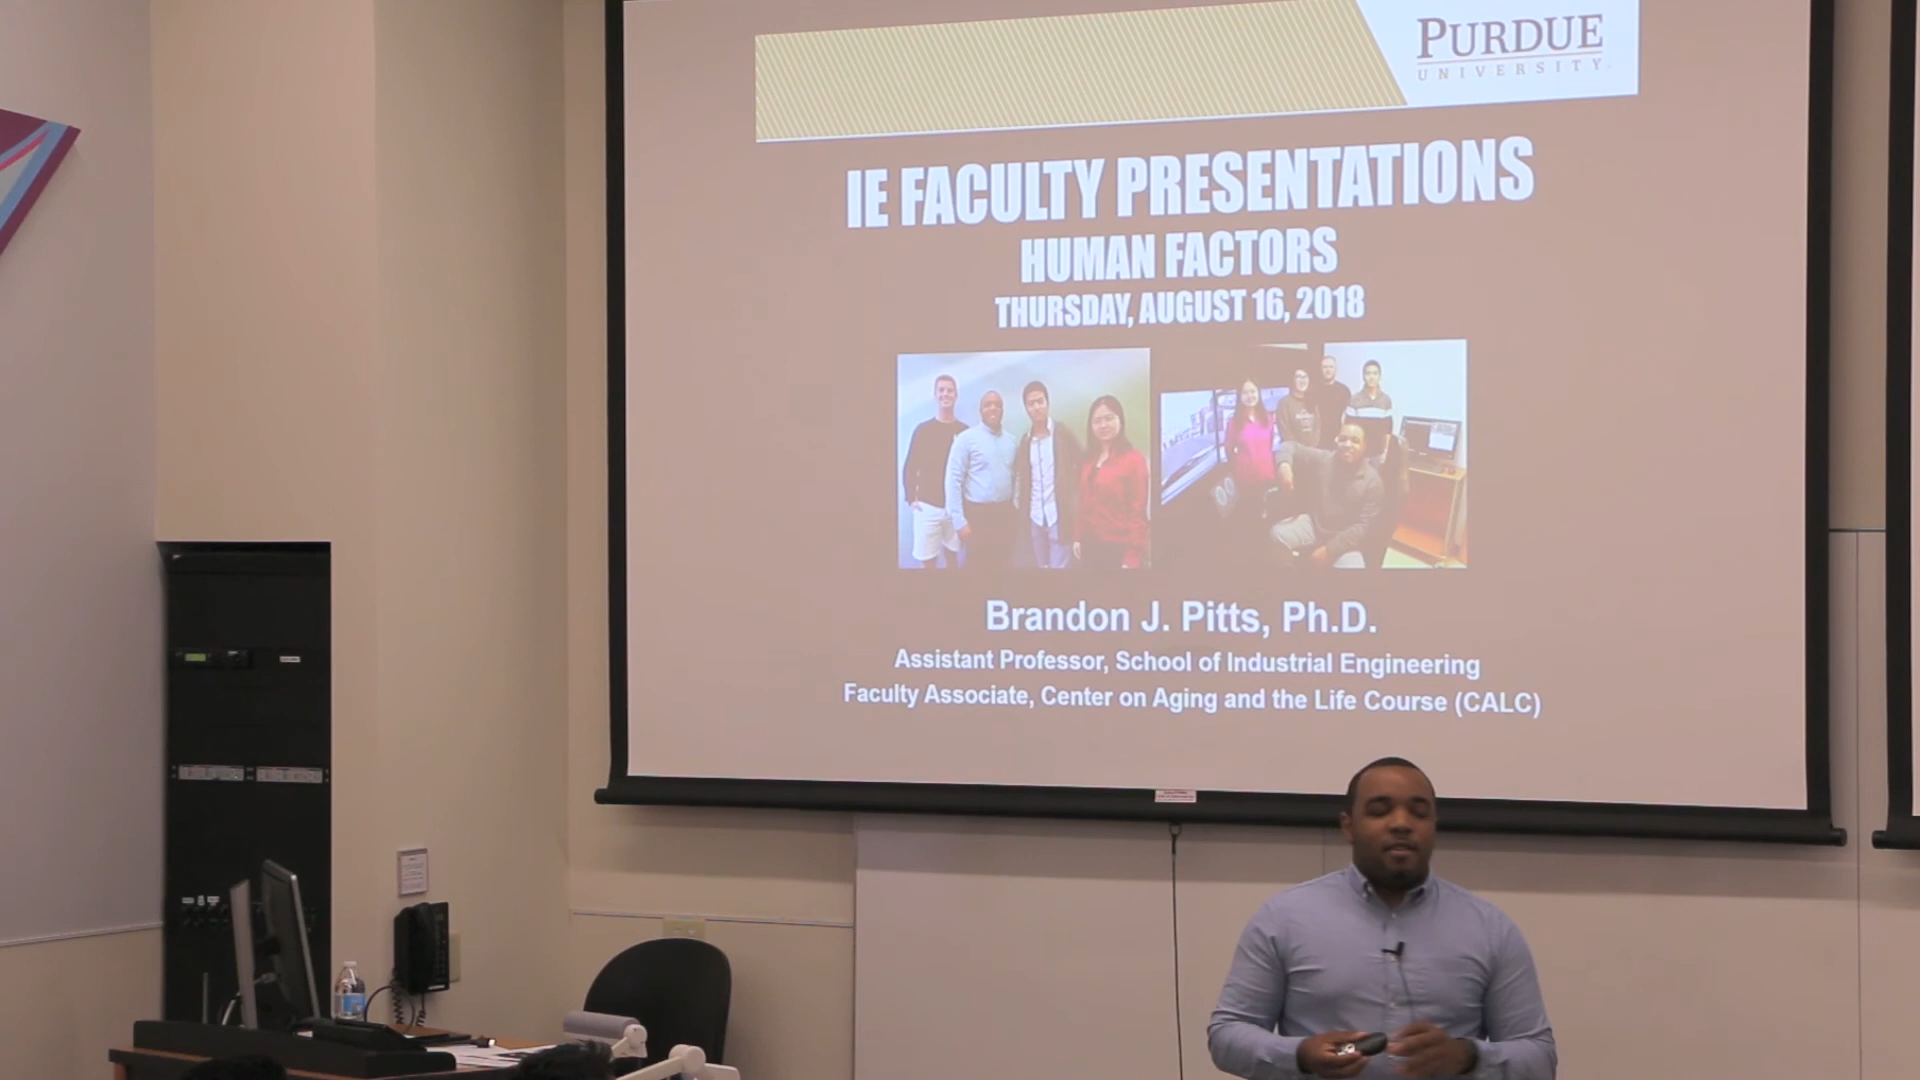 PURDUE
UNIVERSITY
IE FACULTY PRESENTATIONS
HUMAN FACTORS
THURSDAY, AUGUST 16, 2018
Brandon J. Pitts, Ph.D.
Assistant Professor, School of Industrial Engineering
Faculty Associate, Center on Aging and the Life Course (CALC)